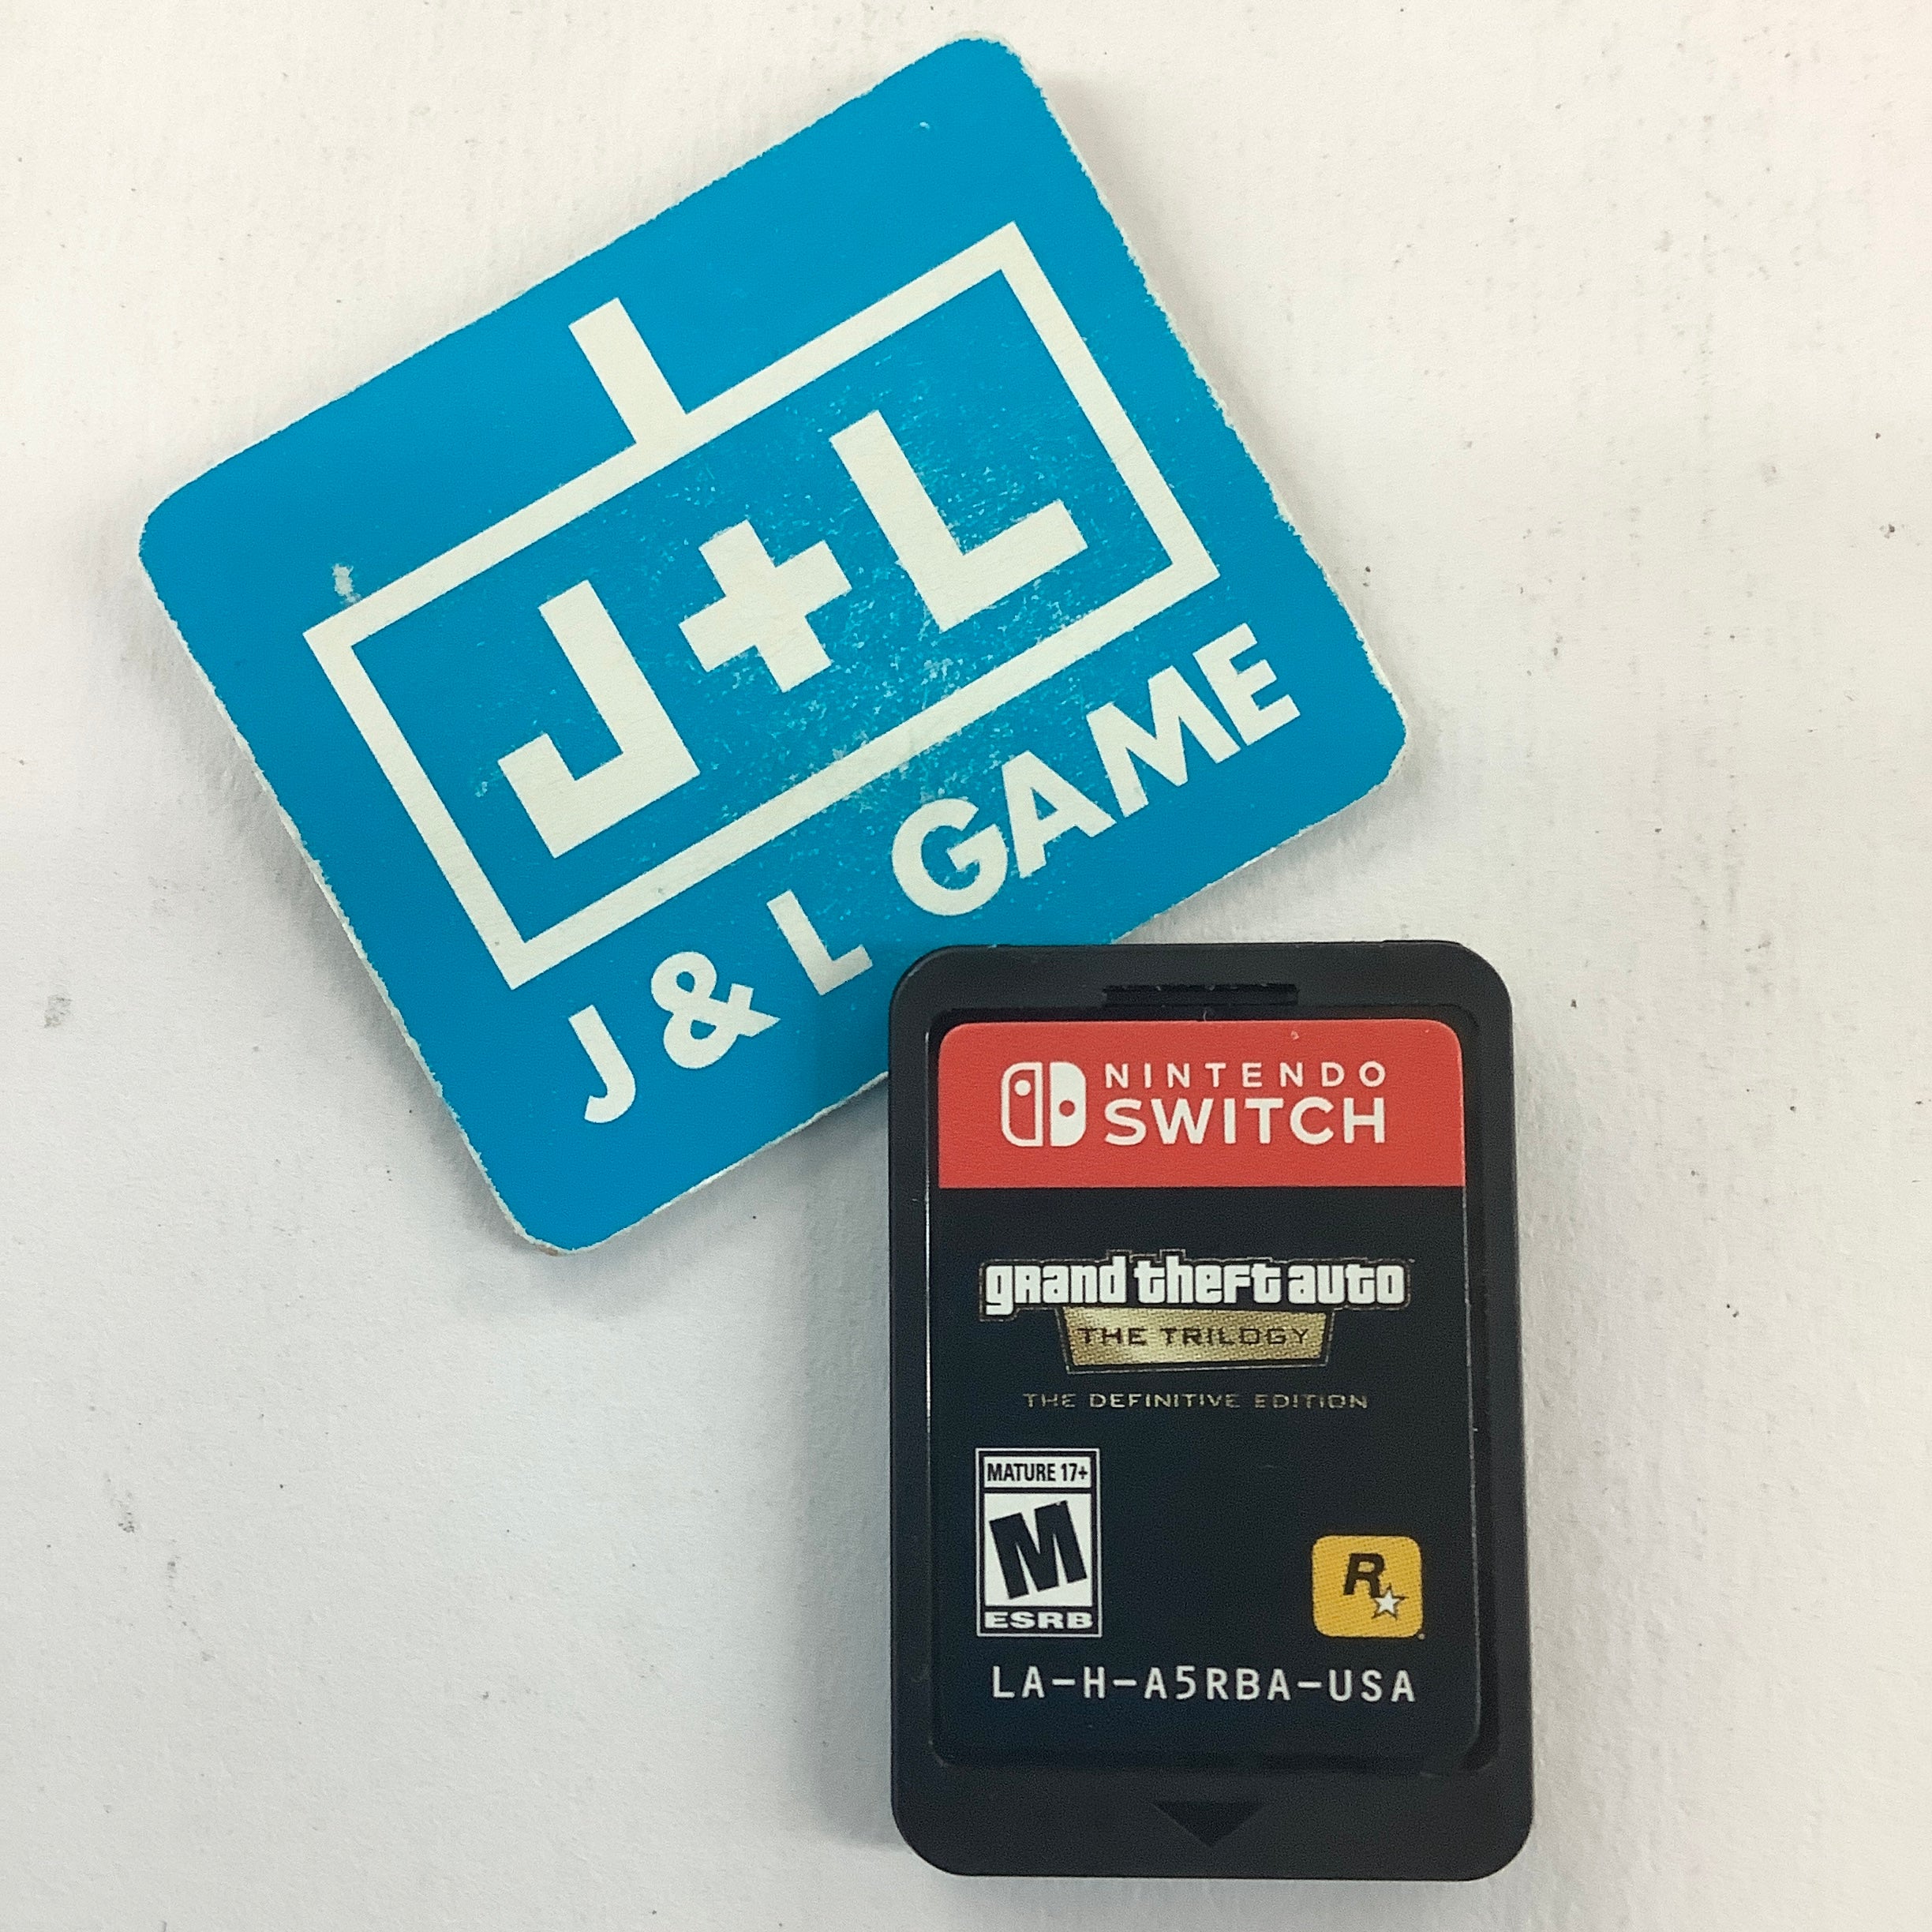 J+L
J & L GAME
NINTENDO
SWITCH
grand theft auto
THE TRILOGY
THE DEFINITIVE EDITION
MATURE 17+
M
ESRB
R
LA-H-A5RBA-USA